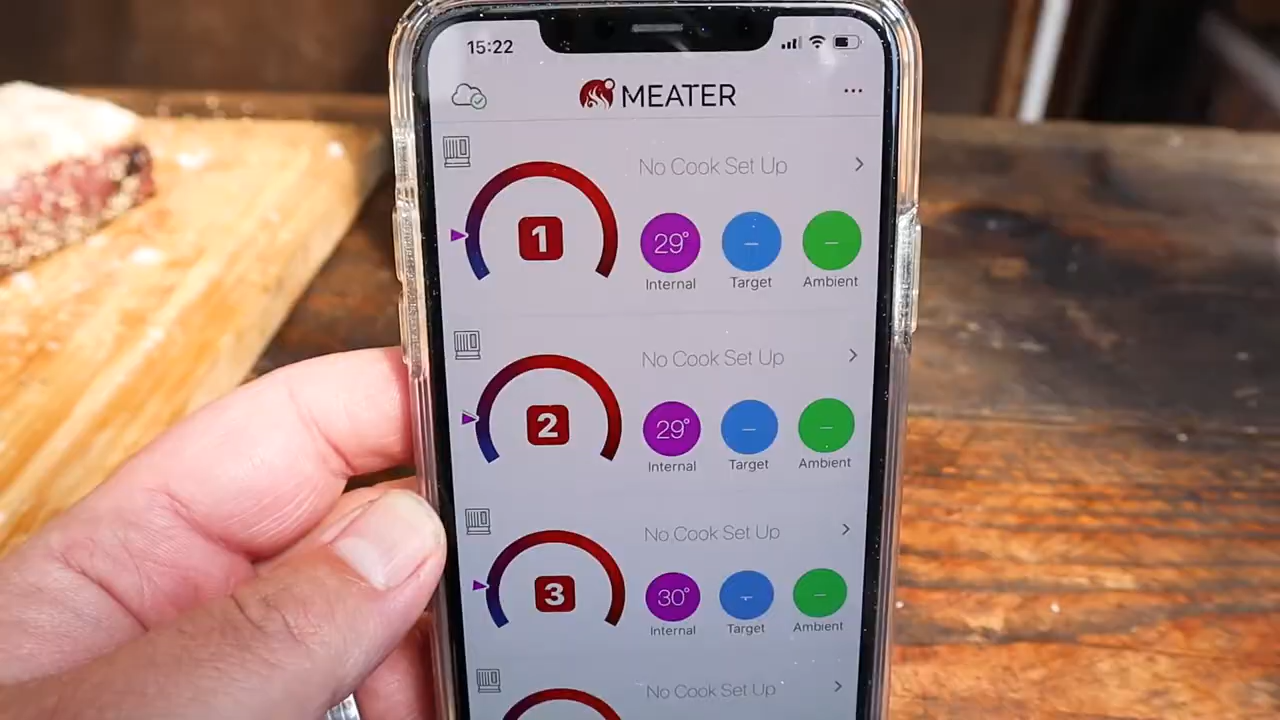 15:22
MEATER
No Cook Set Up
1
29°
–
–
Internal
Target
Ambient
No Cook Set Up
2
29°
–
–
Internal
Target
Ambient
No Cook Set Up
3
30°
–
–
Internal
Target
Ambient
No Cook Set Up